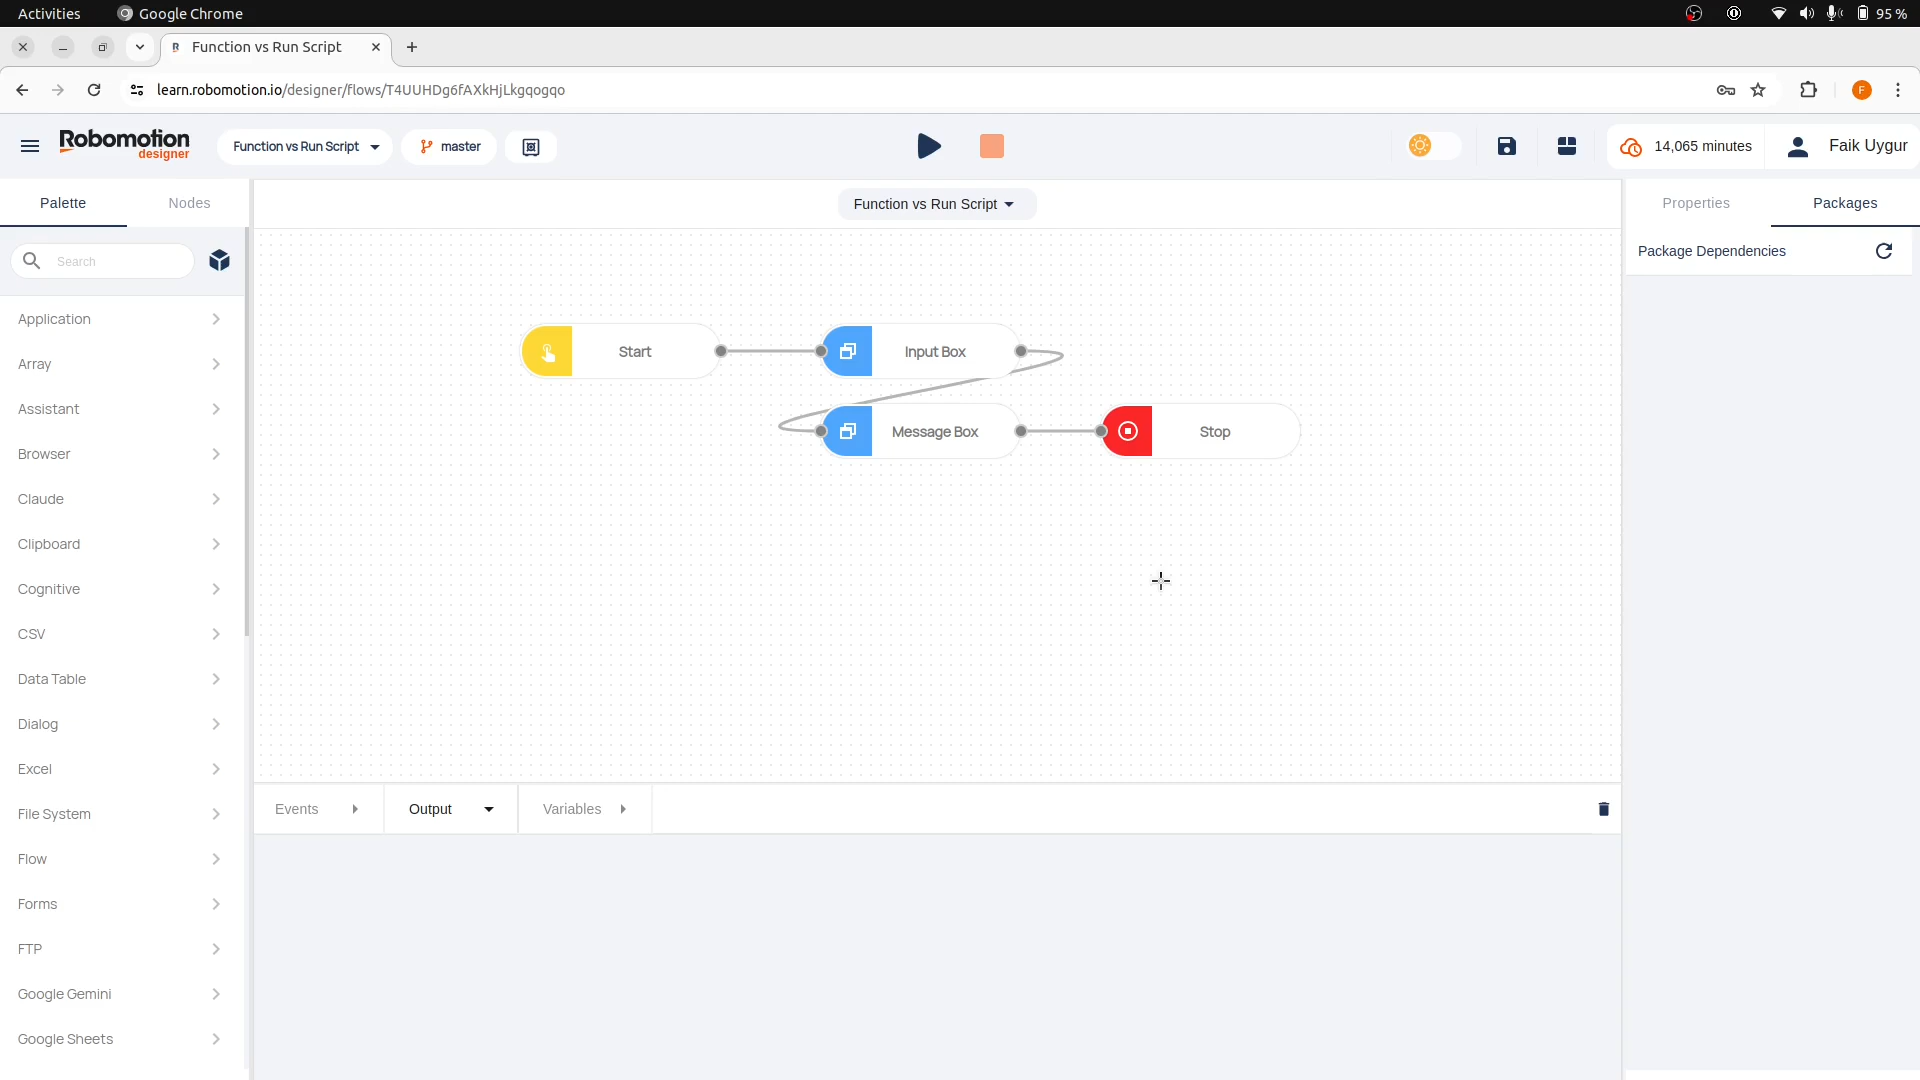 Activities
Google Chrome
95 %
Function vs Run Script
learn.robomotion.io/designer/flows/T4UUHDg6fAXkHjLkgqogqo
F
Robomotion
designer
Function vs Run Script
master
14,065 minutes
Faik Uygur
Palette
Nodes
Function vs Run Script
Properties
Packages
Search
Package Dependencies
Application
Array
Assistant
Browser
Claude
Clipboard
Cognitive
CSV
Data Table
Dialog
Excel
File System
Flow
Forms
FTP
Google Gemini
Google Sheets
Start
Input Box
Message Box
Stop
Events
Output
Variables